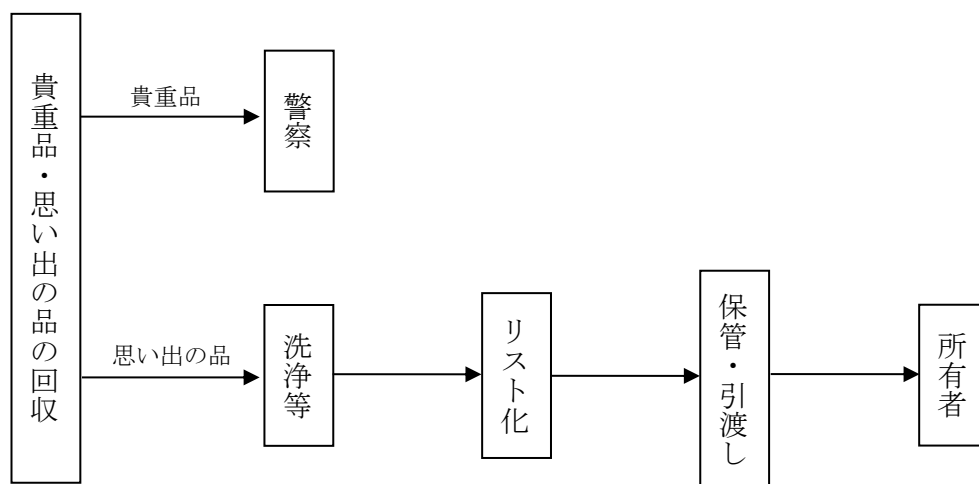 貴重品・思い出の品の回収
貴重品
警察
思い出の品
洗浄等
リスト化
保管・引渡し
所有者